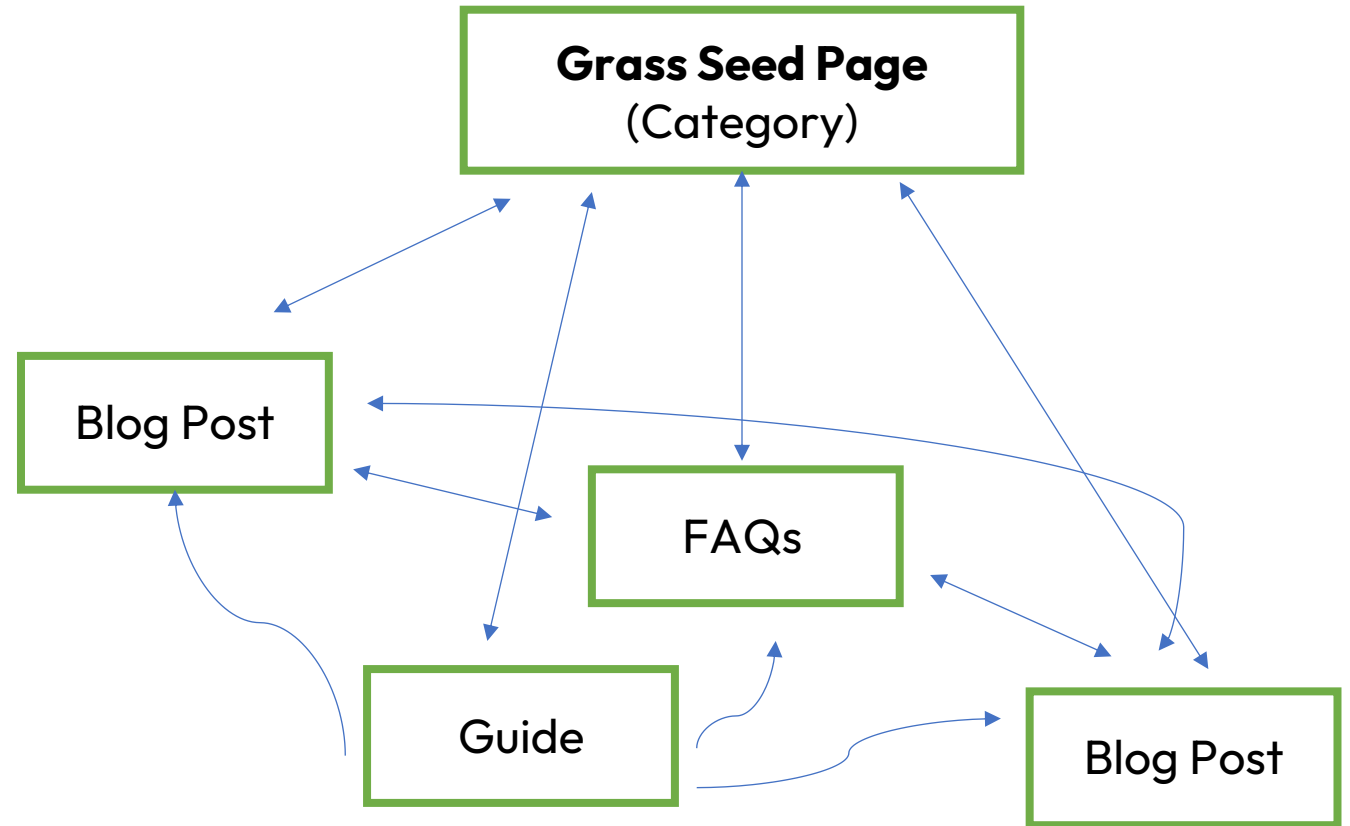 Grass Seed Page
(Category)
Blog Post
FAQs
Guide
Blog Post